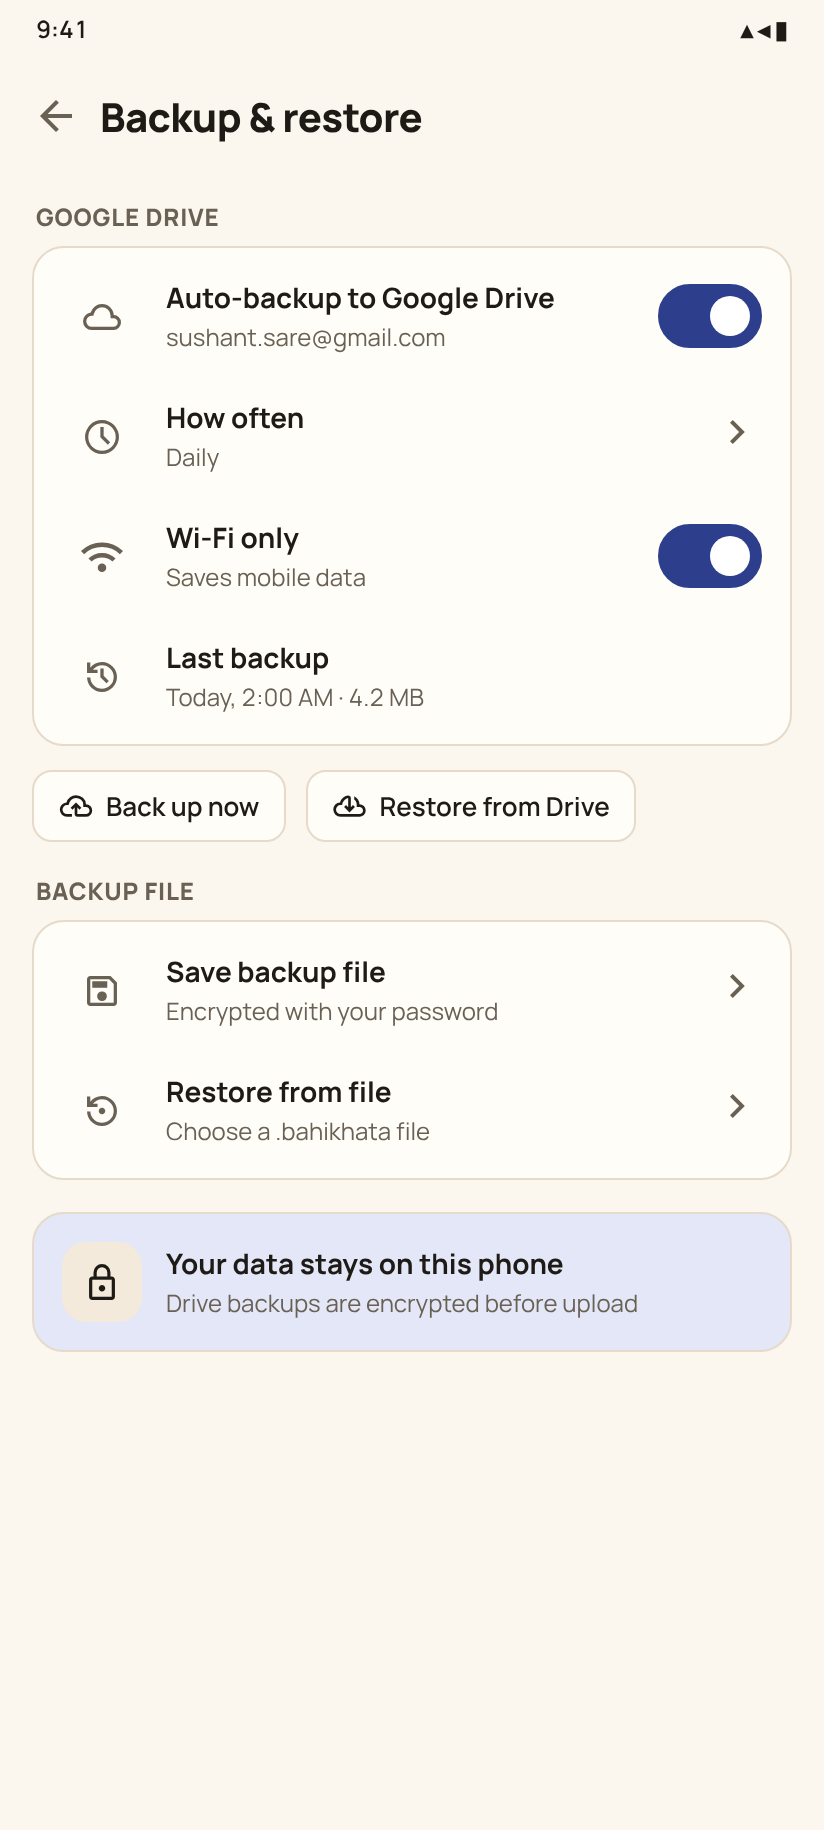 9:41
Backup & restore
GOOGLE DRIVE
Auto-backup to Google Drive
sushant.sare@gmail.com
How often
Daily
Wi-Fi only
Saves mobile data
Last backup
Today, 2:00 AM · 4.2 MB
Back up now
Restore from Drive
BACKUP FILE
Save backup file
Encrypted with your password
Restore from file
Choose a .bahikhata file
Your data stays on this phone
Drive backups are encrypted before upload